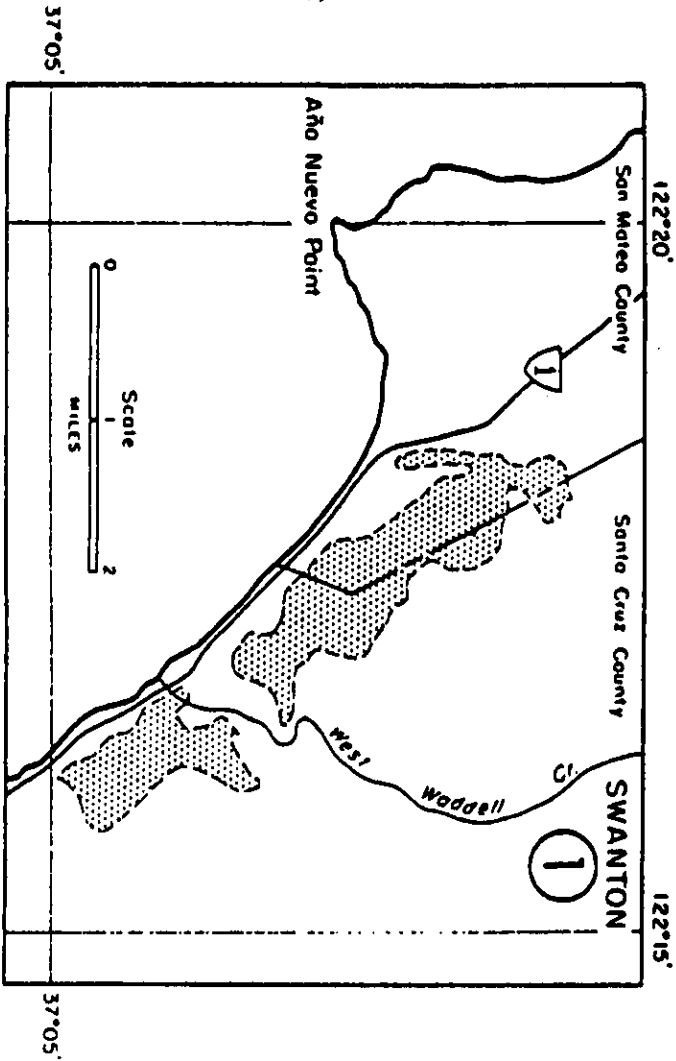 122°20'
122°15'
San Mateo County
Santa Cruz County
SWANTON
1
1
Año Nuevo Point
West
Waddell
Cr.
0
1
2
Scale
MILES
37°05'
37°05'